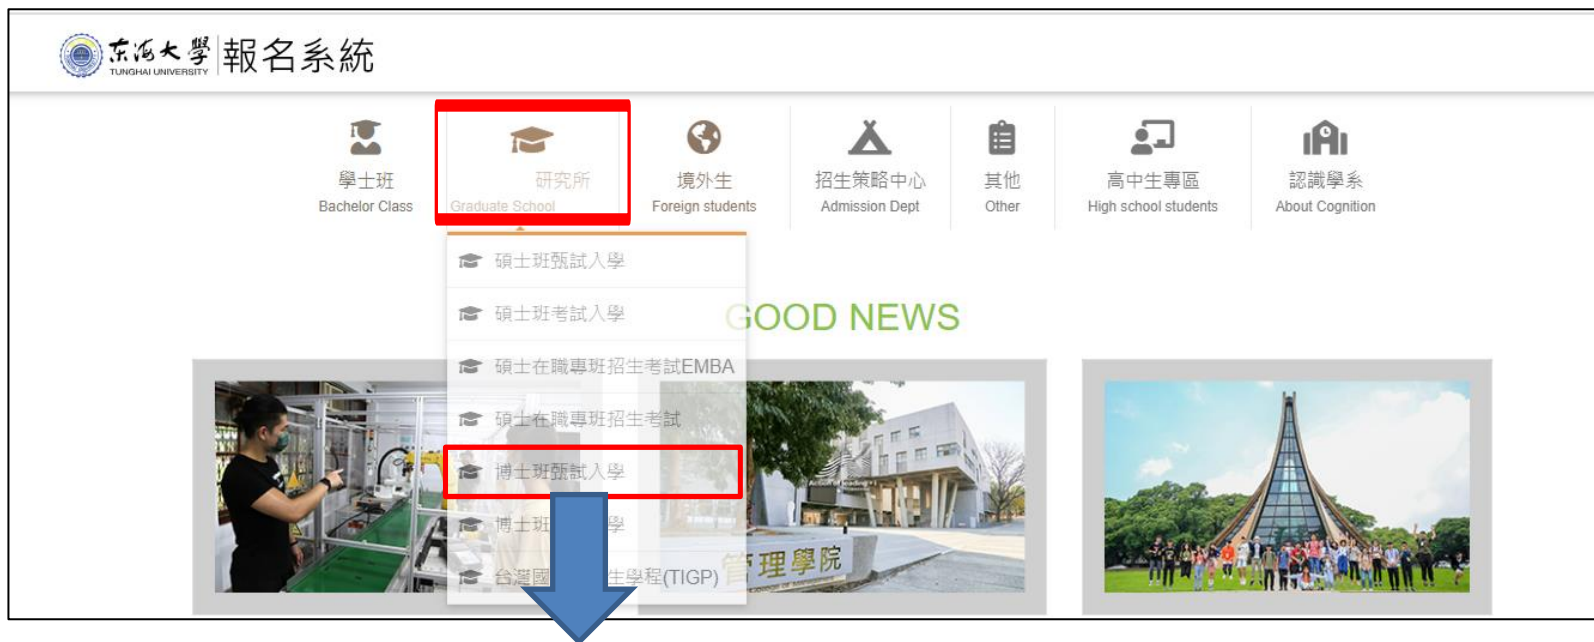 东海大學 報名系統
TUNGHAI UNIVERSITY
學士班
Bachelor Class
研究所
Graduate School
境外生
Foreign students
招生策略中心
Admission Dept
其他
Other
高中生專區
High school students
認識學系
About Cognition
碩士班甄試入學
碩士班考試入學
碩士在職專班招生考試EMBA
碩士在職專班招生考試
博士班甄試入學
博士班 學
台灣國 生學程(TIGP)
GOOD NEWS
管理學院